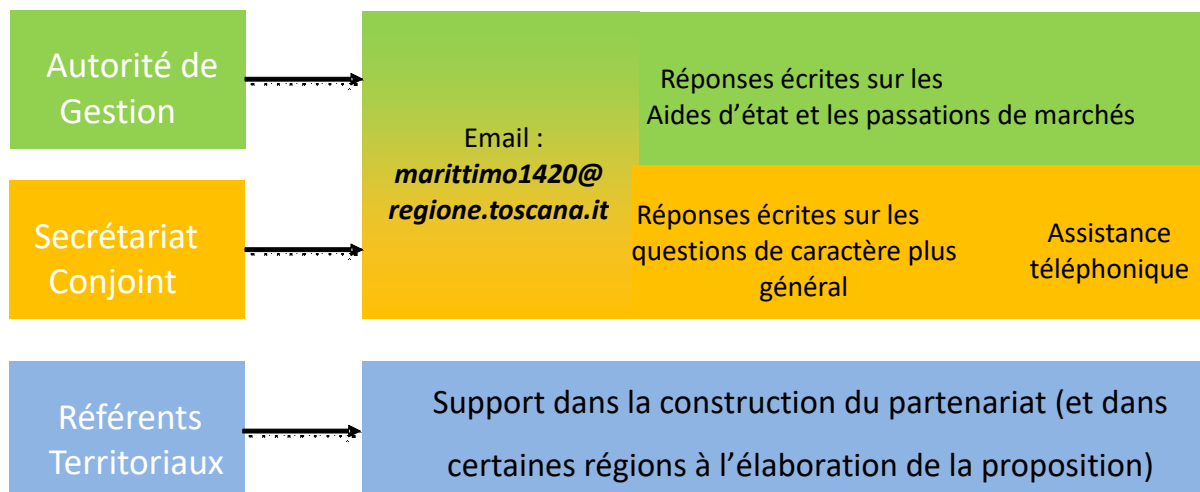 Autorité de
Gestion
Email :
marittimo1420@
regione.toscana.it
Réponses écrites sur les
Aides d’état et les passations de marchés
Secrétariat
Conjoint
Réponses écrites sur les
questions de caractère plus
général
Assistance
téléphonique
Référents
Territoriaux
Support dans la construction du partenariat (et dans
certaines régions à l’élaboration de la proposition)